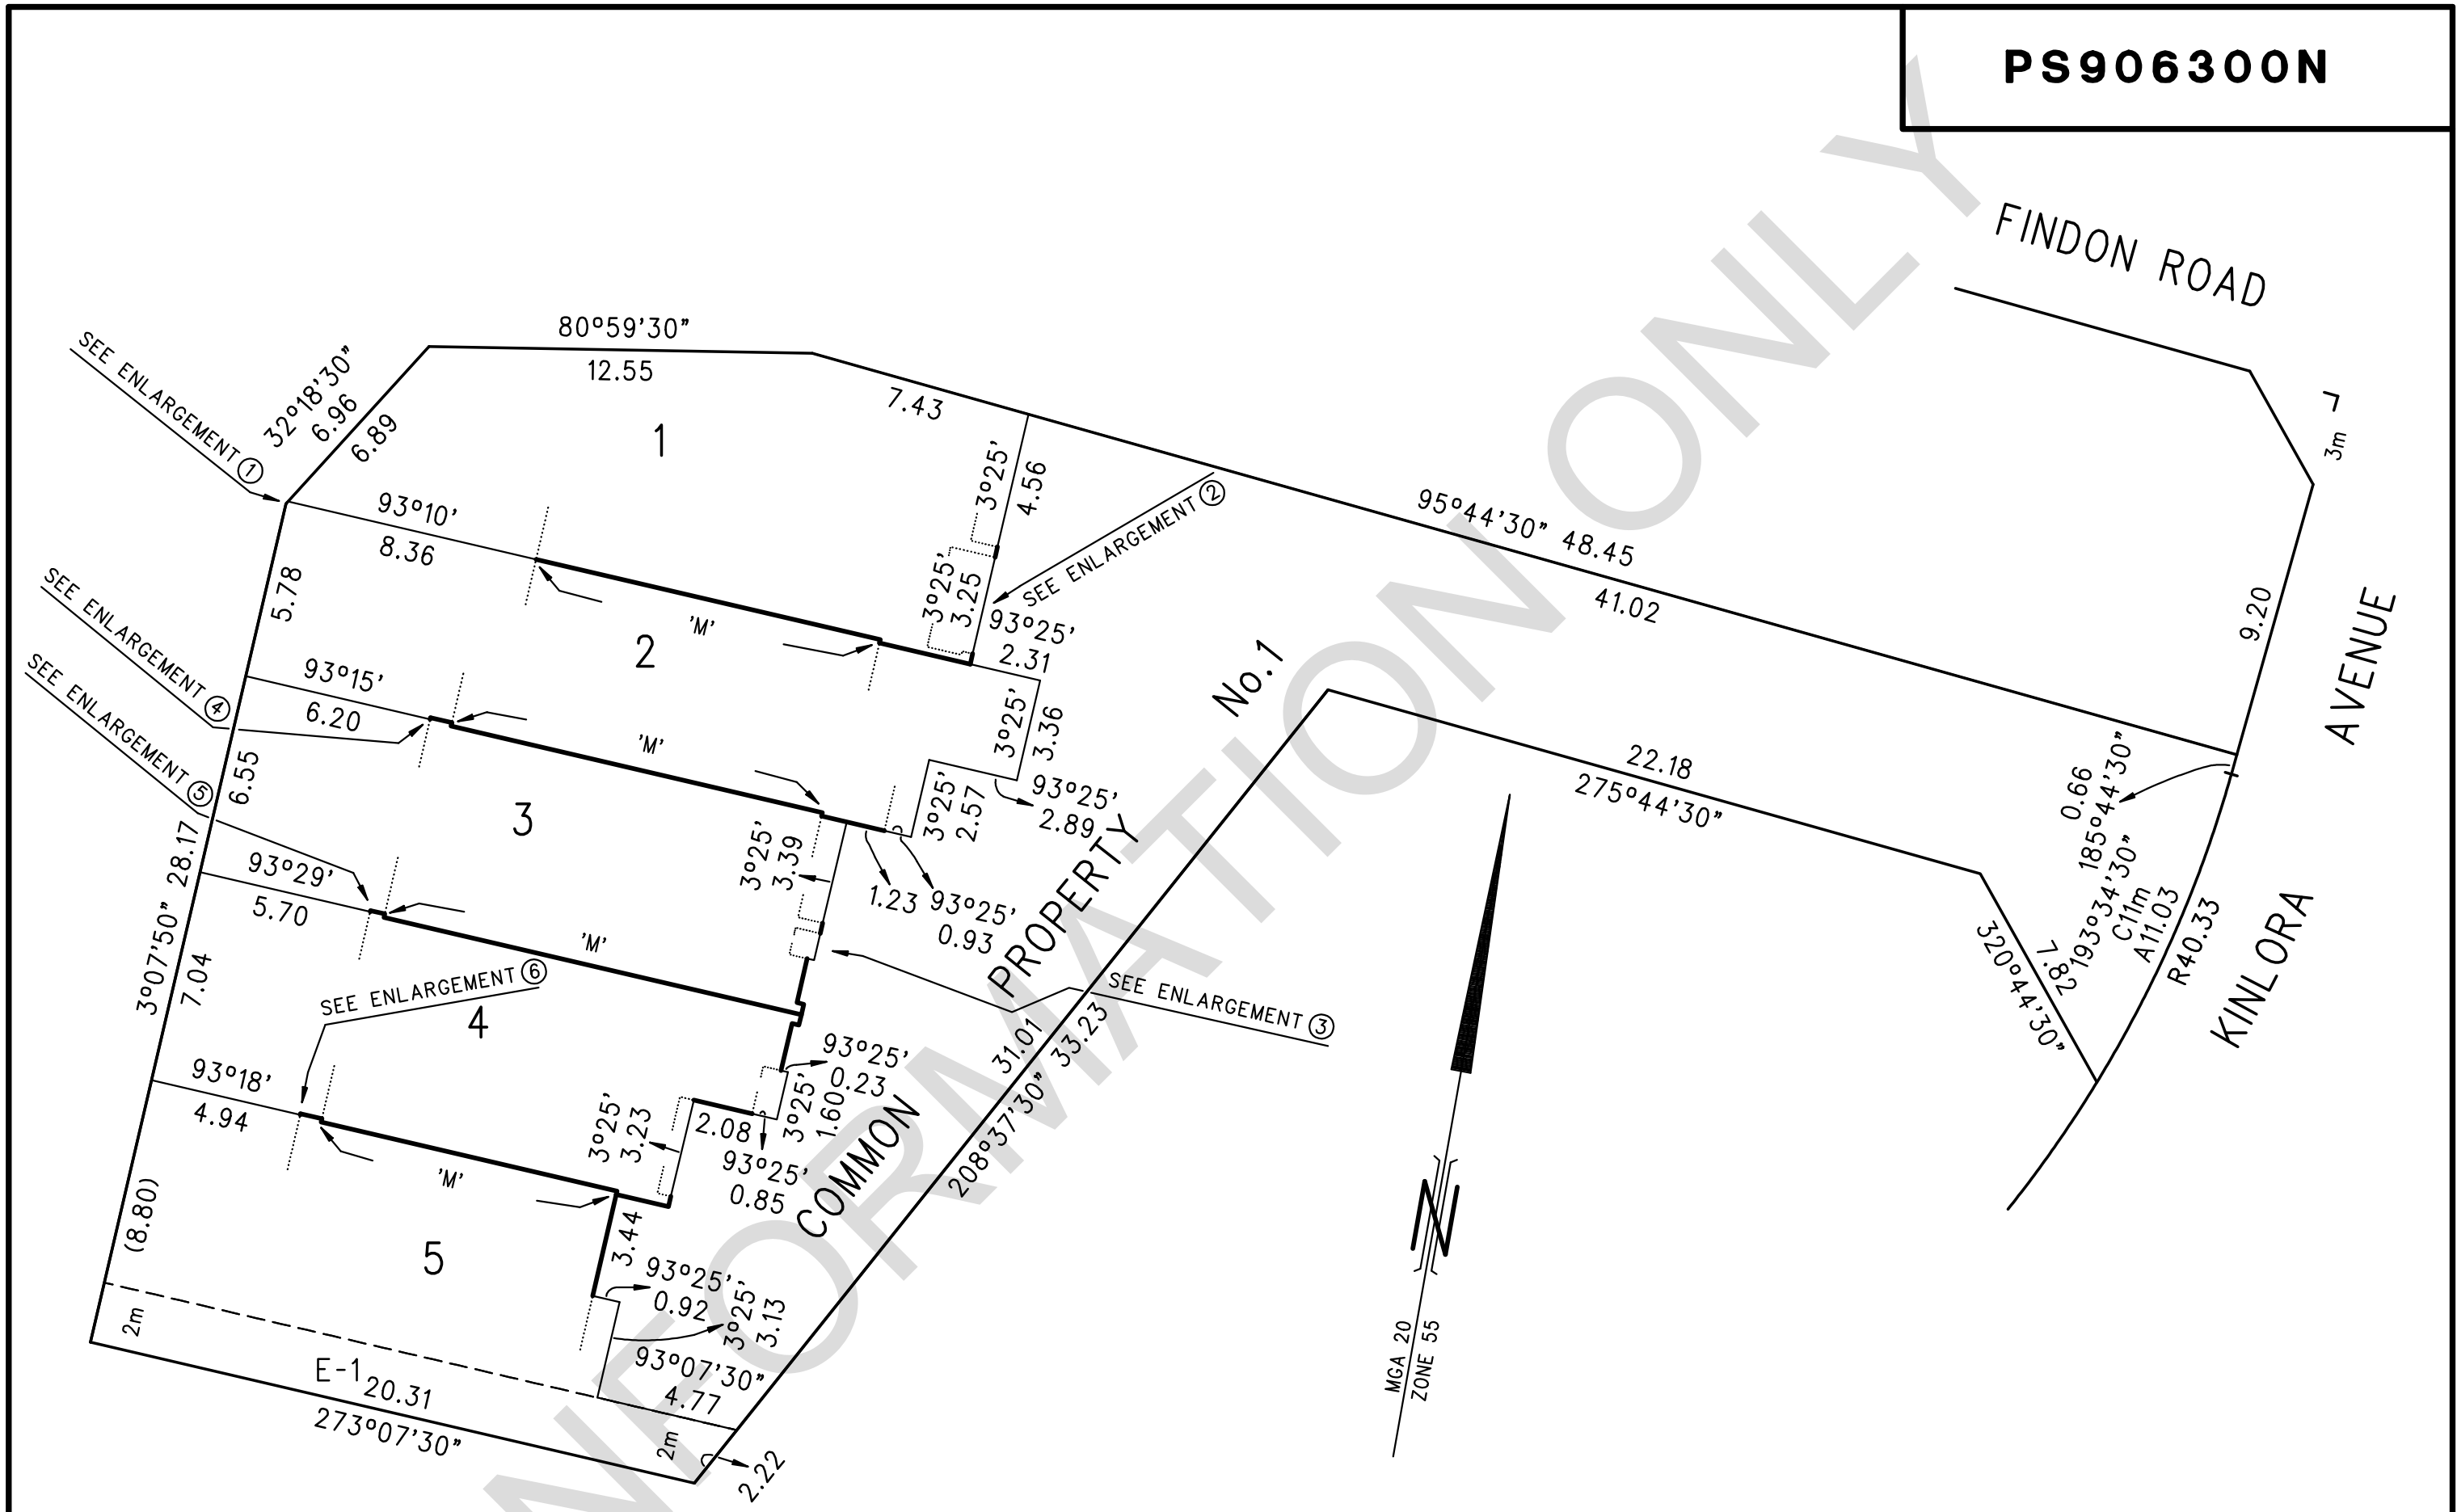 PS906300N
FINDON ROAD
80°59'30"
12.55
7.43
SEE ENLARGEMENT 1
32°18'30"
6.96
6.89
1
3°25'
4.56
SEE ENLARGEMENT 2
3m
95°44'30" 48.45
41.02
93°10'
8.36
3°25'
3.25
93°25'
2.31
9.20
KINLORA AVENUE
5.78
'M'
2
SEE ENLARGEMENT 4
93°15'
6.20
'M'
3°25'
3.36
COMMON PROPERTY No.1
22.18
275°44'30"
0.66
185°44'30"
193°34'30"
C11m
A11.03
R40.33
SEE ENLARGEMENT 5
6.55
3
3°25'
3.39
3°25'
2.57
93°25'
2.89
1.23
93°25'
0.93
7.82
320°44'30"
93°29'
5.70
'M'
3°07'50" 28.17
7.04
SEE ENLARGEMENT 6
4
SEE ENLARGEMENT 3
31.01
208°37'30" 33.23
93°25'
0.23
3°25'
1.60
93°18'
4.94
3°25'
3.23
2.08
93°25'
0.85
'M'
(8.80)
5
3.44
93°25'
0.92
3°25'
3.13
N
MGA 20
ZONE 55
2m
E-1
20.31
273°07'30"
93°07'30"
4.77
2m
2.22
NFORMATION ONLY